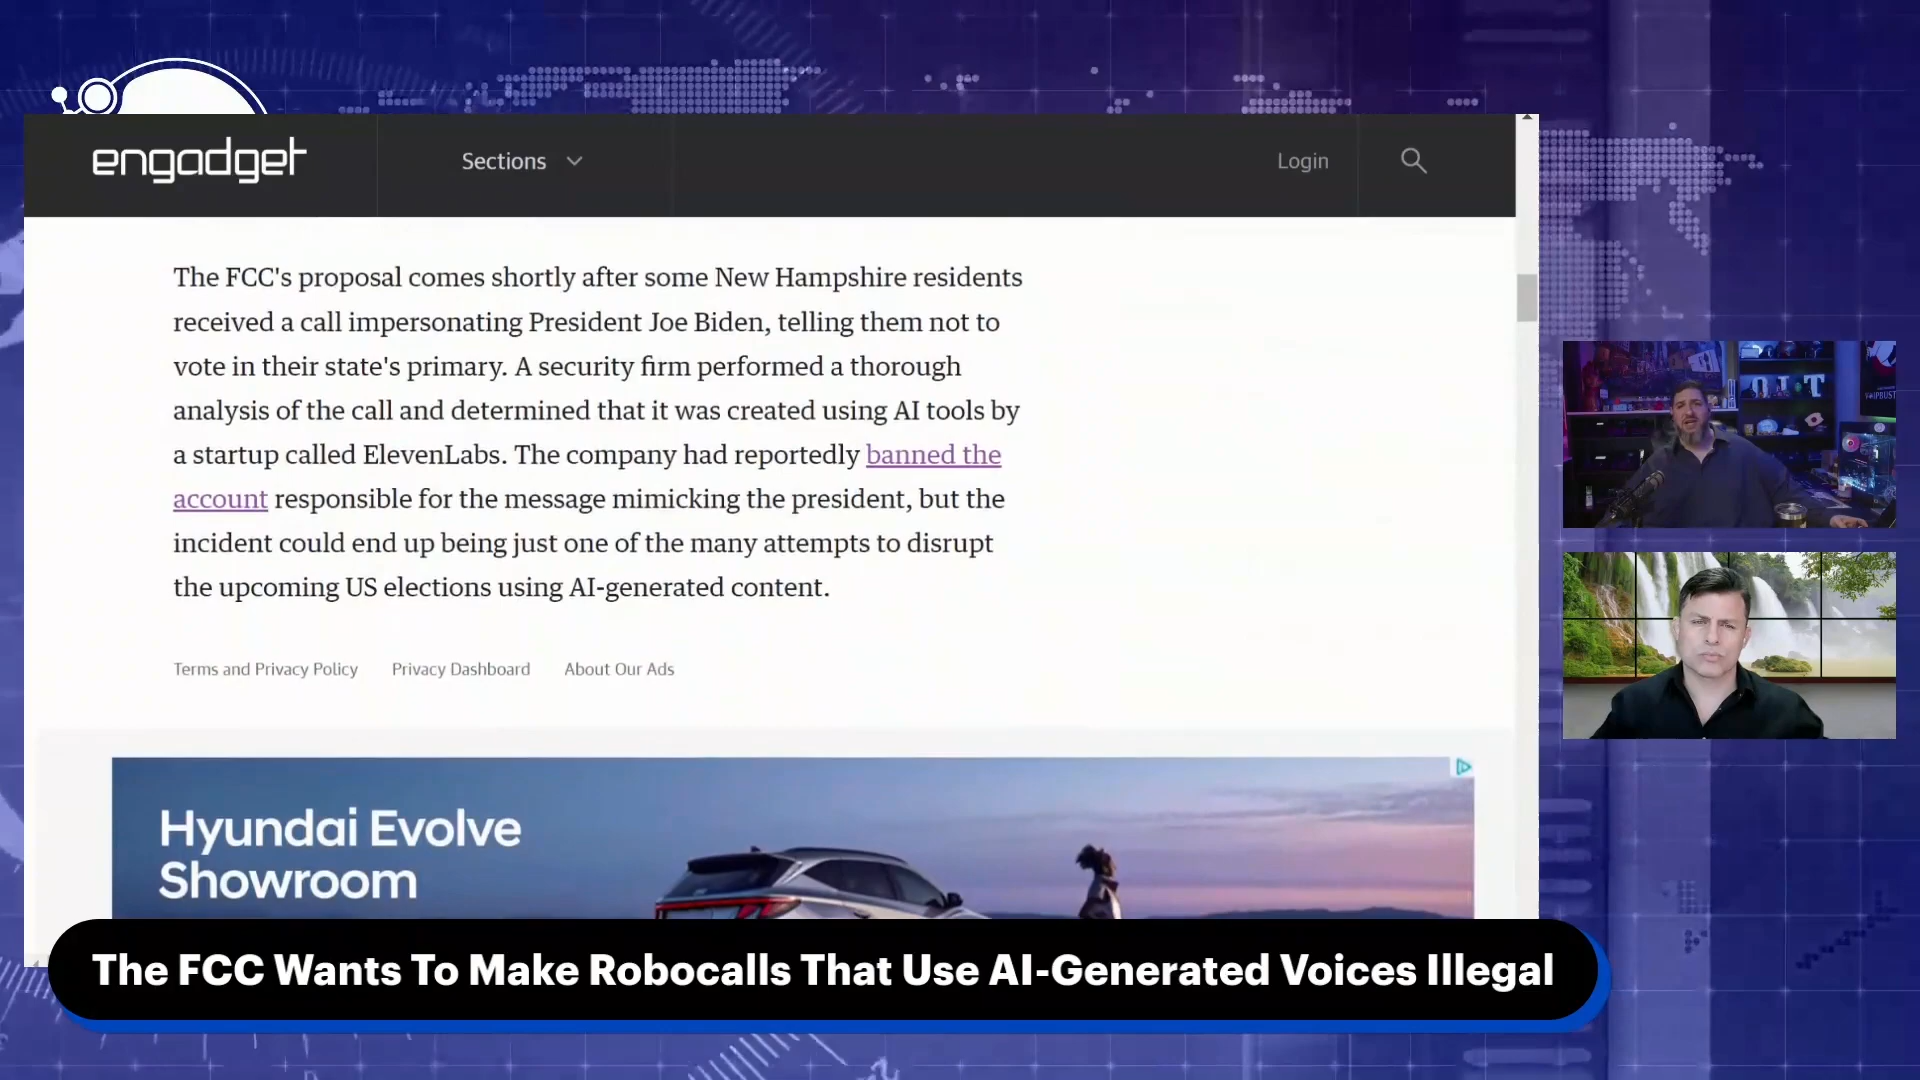 engadget
Sections
Login
The FCC's proposal comes shortly after some New Hampshire residents
received a call impersonating President Joe Biden, telling them not to
vote in their state's primary. A security firm performed a thorough
analysis of the call and determined that it was created using AI tools by
a startup called ElevenLabs. The company had reportedly banned the
account responsible for the message mimicking the president, but the
incident could end up being just one of the many attempts to disrupt
the upcoming US elections using AI-generated content.
Terms and Privacy Policy Privacy Dashboard About Our Ads
Hyundai Evolve
Showroom
The FCC Wants To Make Robocalls That Use AI-Generated Voices Illegal